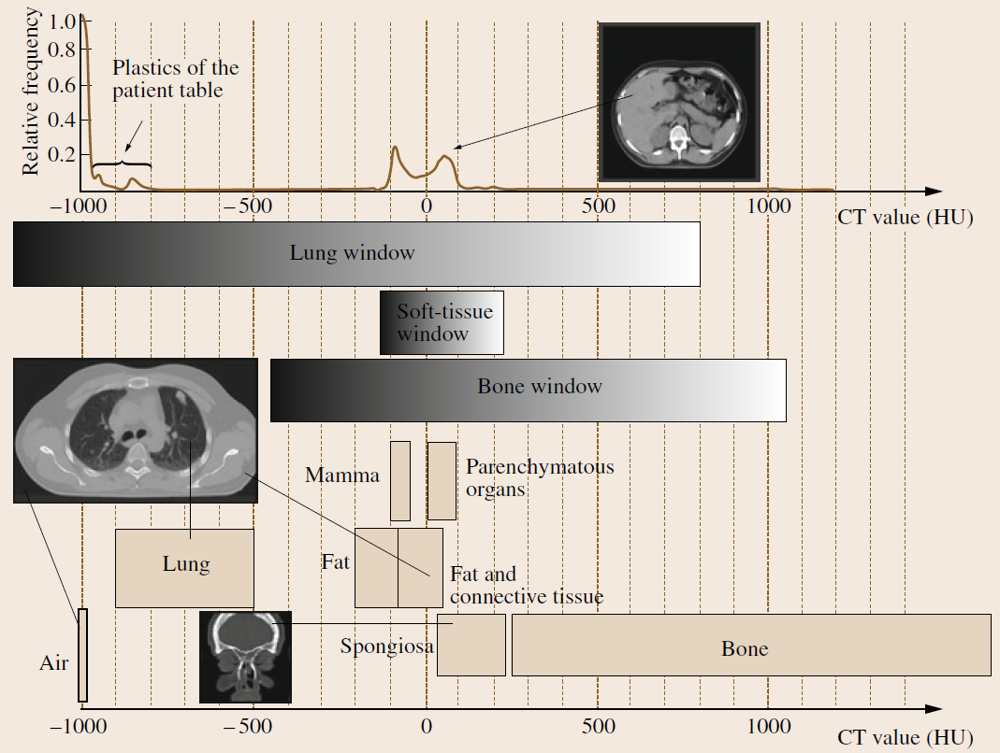 Relative frequency
1.0
0.8
0.6
0.4
0.2
Plastics of the
patient table
−1000
−500
0
500
1000
CT value (HU)
Lung window
Soft-tissue
window
Bone window
Mamma
Parenchymatous
organs
Lung
Fat
Fat and
connective tissue
Spongiosa
Bone
Air
−1000
−500
0
500
1000
CT value (HU)